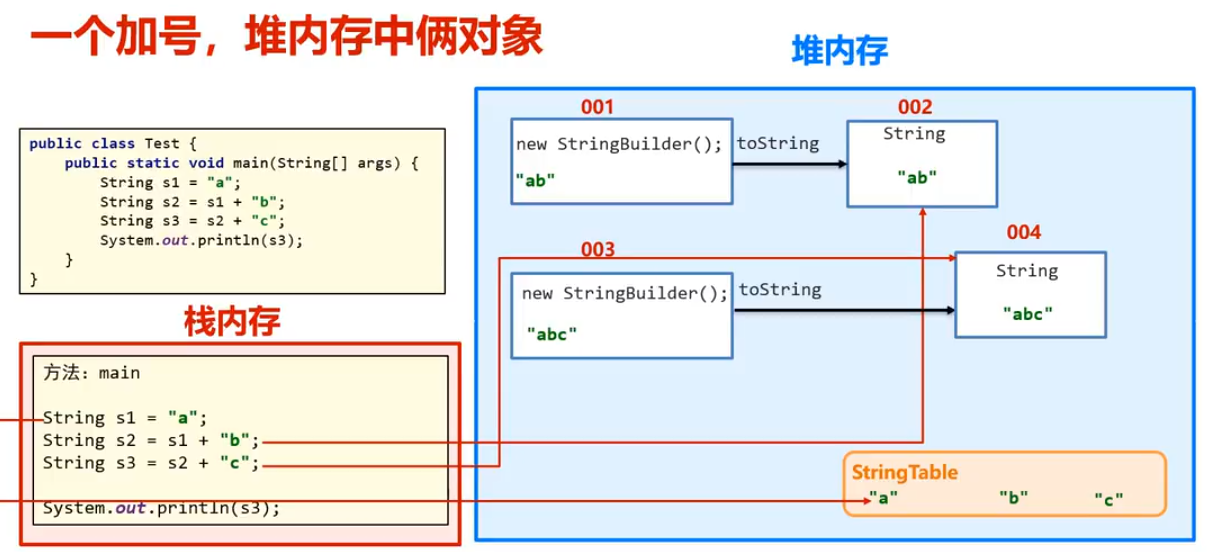 一个加号，堆内存中俩对象
堆内存
public class Test {
public static void main(String[] args) {
String s1 = "a";
String s2 = s1 + "b";
String s3 = s2 + "c";
System.out.println(s3);
}
}
栈内存
方法：main
String s1 = "a";
String s2 = s1 + "b";
String s3 = s2 + "c";
System.out.println(s3);
001
new StringBuilder();
"ab"
toString
002
String
"ab"
003
new StringBuilder();
"abc"
toString
004
String
"abc"
StringTable
"a" "b" "c"